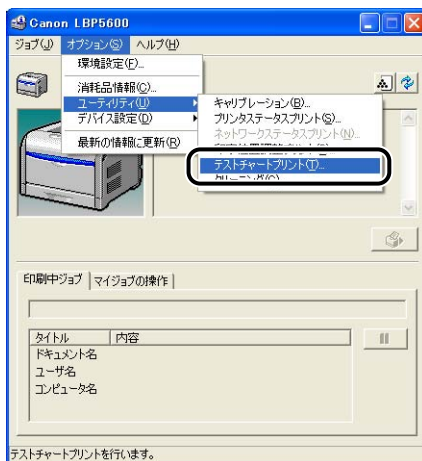 Canon LBP5600
ジョブ(J) オプション(S) ヘルプ(H)
環境設定(F)...
消耗品情報(C)...
ユーティリティ(U)
デバイス設定(D)
最新の情報に更新(R)
キャリブレーション(B)...
プリンタステータスプリント(S)...
ネットワークステータスプリント(N)...
テストチャートプリント(T)...
印刷中ジョブ マイジョブの操作
タイトル 内容
ドキュメント名
ユーザ名
コンピュータ名
テストチャートプリントを行います。